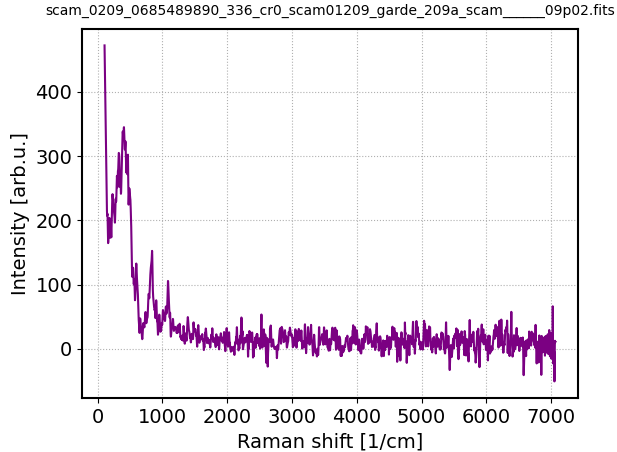 scam_0209_0685489890_336_cr0_scam01209_garde_209a_scam______09p02.fits
Intensity [arb.u.]
400
300
200
100
0
0 1000 2000 3000 4000 5000 6000 7000
Raman shift [1/cm]